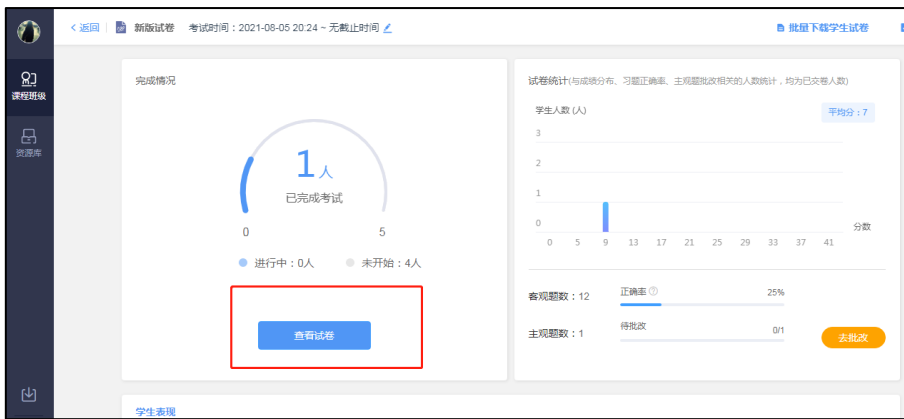 <返回
新版试卷 考试时间：2021-08-05 20:24 ~ 无截止时间
批量下载学生试卷
课程班级
资源库
完成情况
1人
已完成考试
0 5
进行中：0人 未开始：4人
查看试卷
试卷统计(与成绩分布、习题正确率、主观题批改相关的人数统计，均为已交卷人数)
学生人数 (人)
平均分：7
3
2
1
0
分数
0 5 9 13 17 21 25 29 33 37 41
客观题数：12 正确率 25%
主观题数：1 待批改 0/1
去批改
学生表现